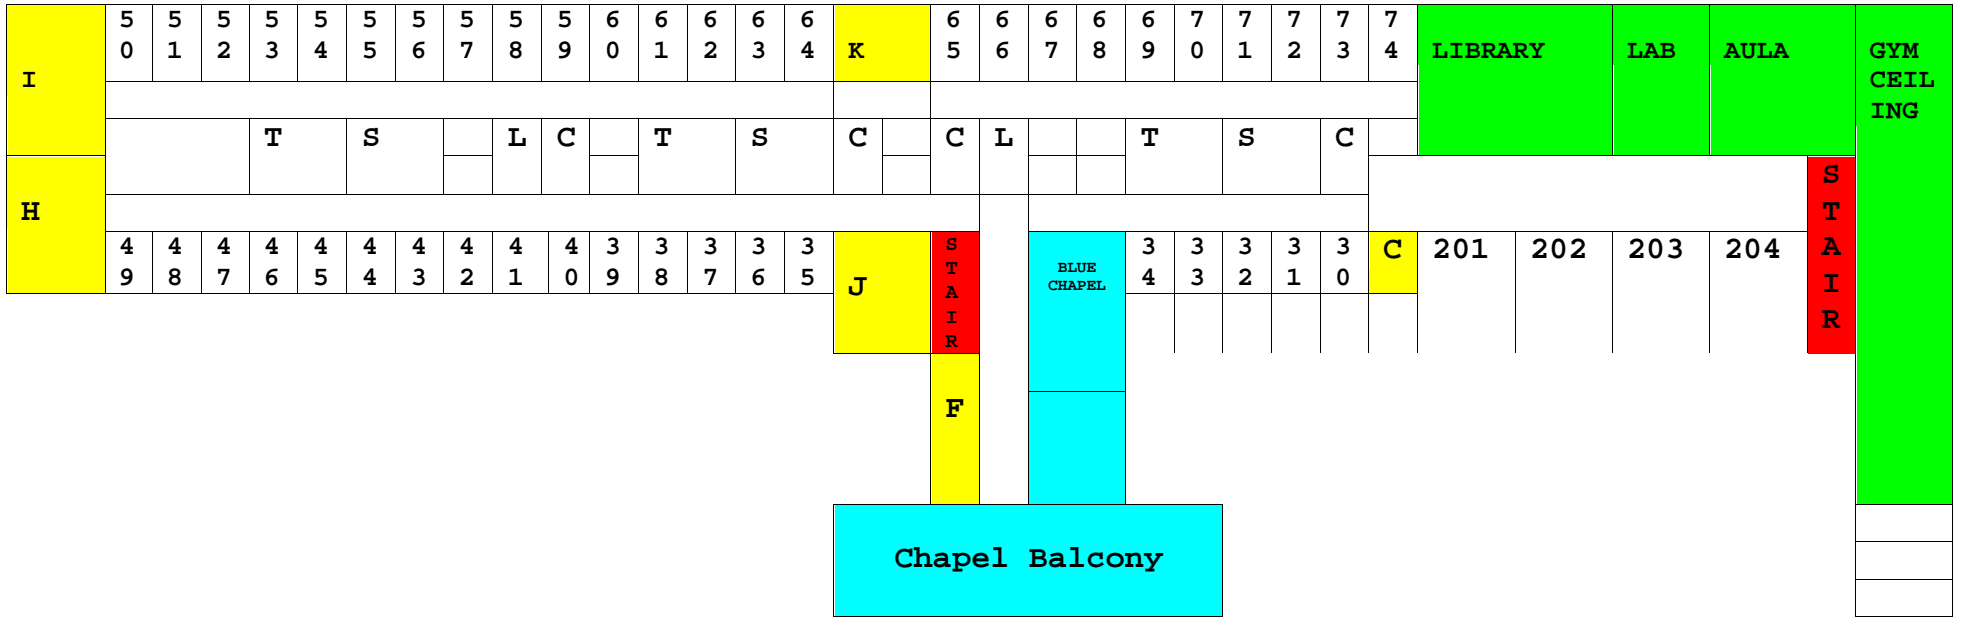 I
50 51 52 53 54 55 56 57 58 59 60 61 62 63 64
K
65 66 67 68 69 70 71 72 73 74
LIBRARY
LAB
AULA
GYM
CEIL
ING
T S L C T S C C L T S C
H
49 48 47 46 45 44 43 42 41 40 39 38 37 36 35
J
STAIR
BLUE
CHAPEL
34 33 32 31 30
C
201 202 203 204
STAIR
F
Chapel Balcony